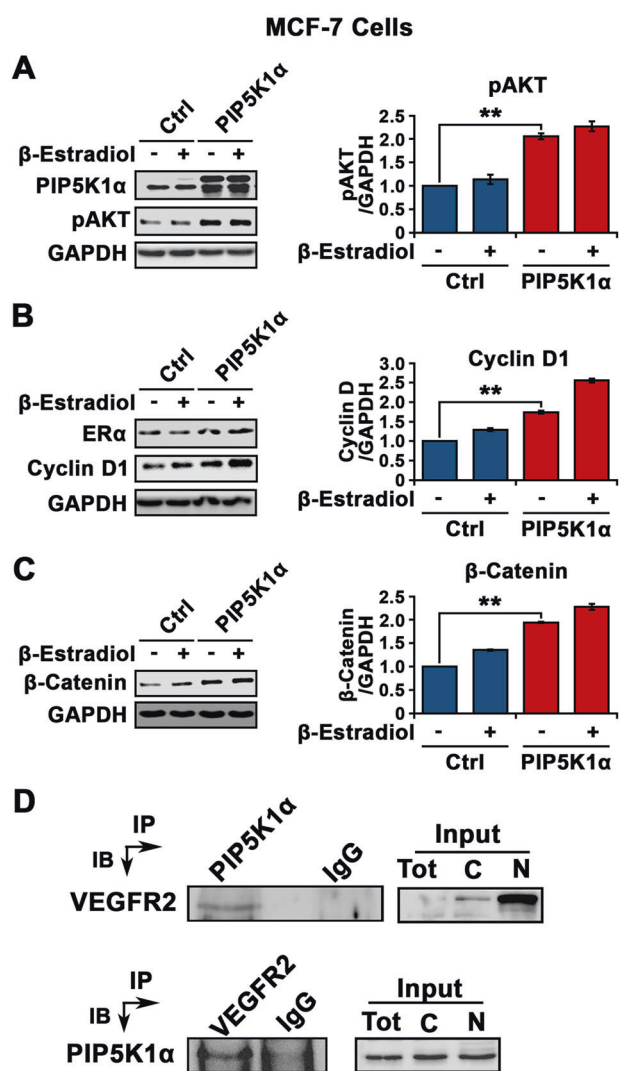 MCF-7 Cells
A
Ctrl
PIP5K1α
β-Estradiol - + - +
PIP5K1α
pAKT
GAPDH
pAKT
pAKT
/GAPDH
2.5
2.0
1.5
1.0
0.5
0
**
β-Estradiol - + - +
Ctrl PIP5K1α
B
Ctrl
PIP5K1α
β-Estradiol - + - +
ERα
Cyclin D1
GAPDH
Cyclin D1
Cyclin D
/GAPDH
3.0
2.5
2.0
1.5
1.0
0.5
0
**
β-Estradiol - + - +
Ctrl PIP5K1α
C
Ctrl
PIP5K1α
β-Estradiol - + - +
β-Catenin
GAPDH
β-Catenin
β-Catenin
/GAPDH
2.5
2.0
1.5
1.0
0.5
0
**
β-Estradiol - + - +
Ctrl PIP5K1α
D
IP
IB
VEGFR2
PIP5K1α
IgG
Input
Tot C N
IP
IB
PIP5K1α
VEGFR2
IgG
Input
Tot C N